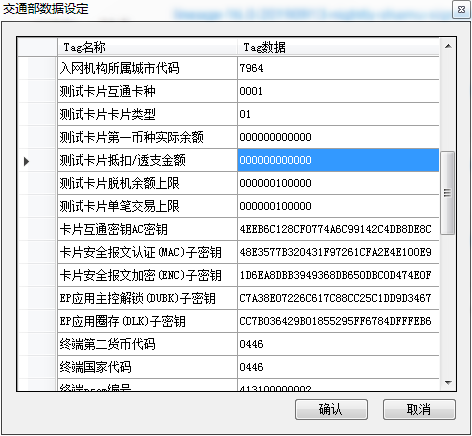 交通部数据设定
Tag名称 Tag数据
入网机构所属城市代码 7964
测试卡片互通卡种 0001
测试卡片卡片类型 01
测试卡片第一币种实际余额 000000000000
测试卡片抵扣/透支金额 000000000000
测试卡片脱机余额上限 000000100000
测试卡片单笔交易上限 000000100000
卡片互通密钥AC密钥 4EEB6C128CF0774A6C99142C4DB8DE8C
卡片安全报文认证(MAC)子密钥 48E3577B320431F97261CFA2E4E100E9
卡片安全报文加密(ENC)子密钥 1D6EA8DBB3949368DB650DBC0D474E0F
EP应用主控解锁(DUBK)子密钥 C7A38E07226C617C88CC25C1DD9D3467
EP应用圈存(DLK)子密钥 CC7B036429B01855295FF6784DFFFEB6
终端第二货币代码 0446
终端国家代码 0446
终端psam编号 413100000002
确认 取消